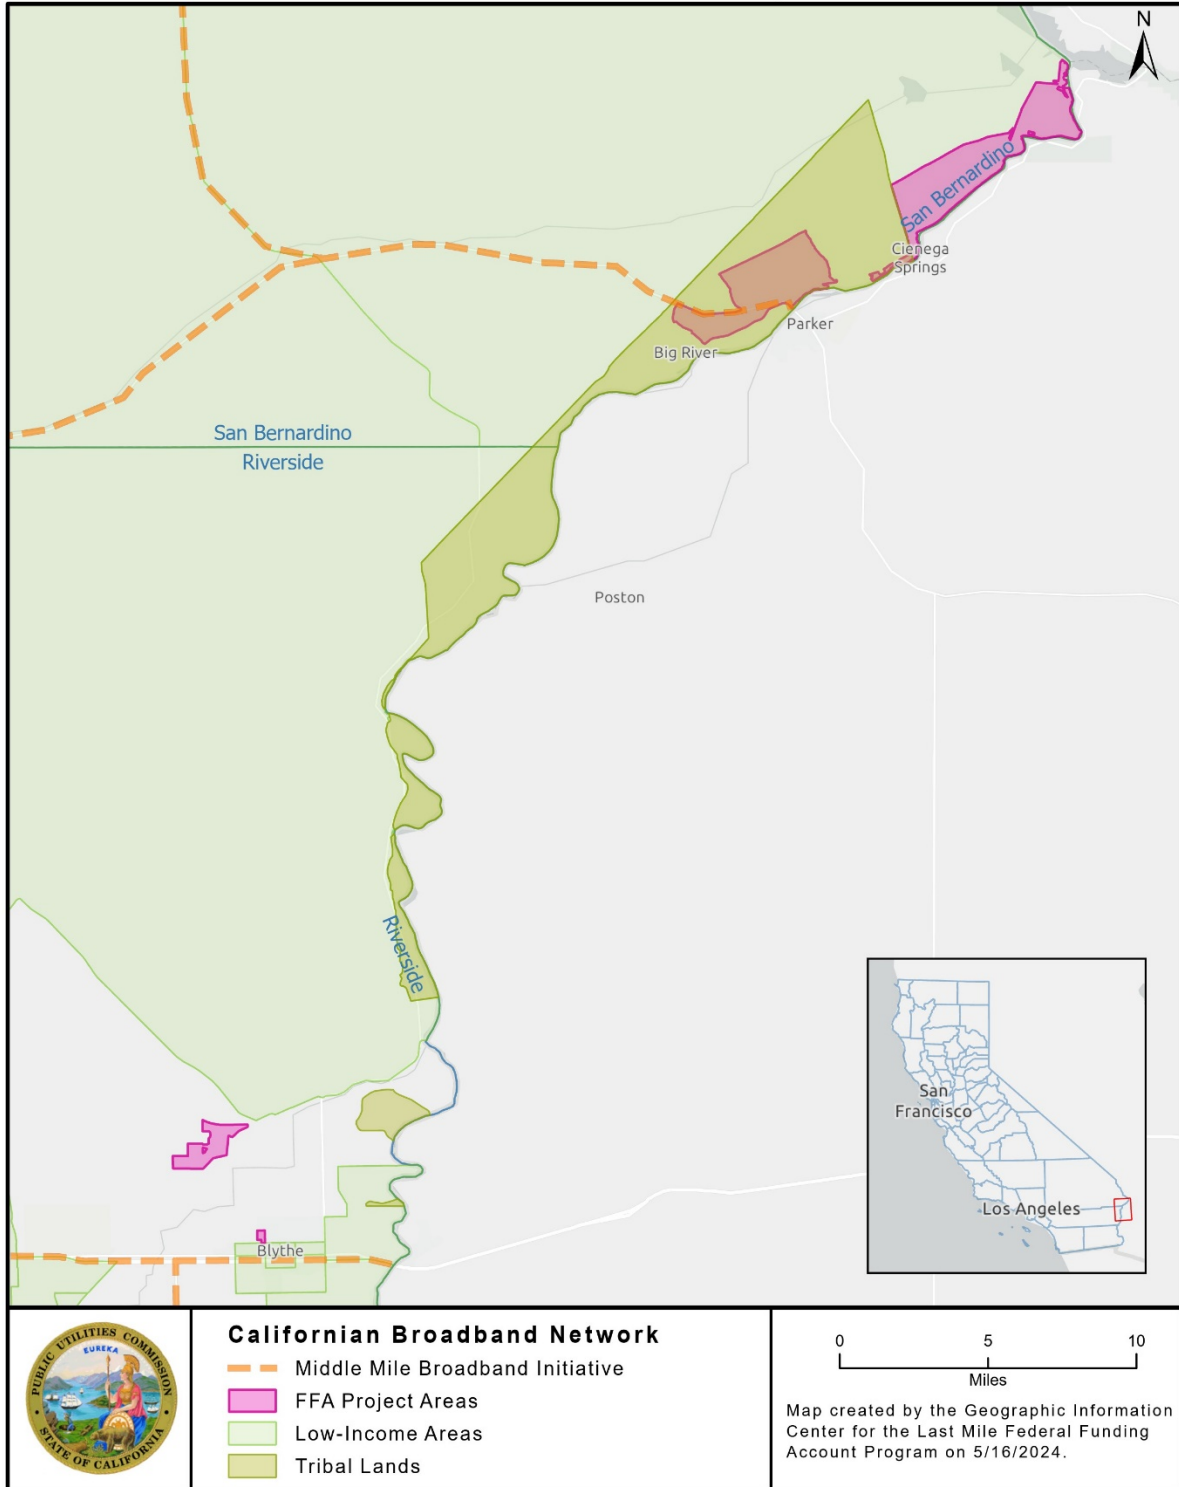 N
San Bernardino
Cienega
Springs
Parker
Big River
San Bernardino
Riverside
Poston
Riverside
San
Francisco
Los Angeles
Blythe
PUBLIC UTILITIES COMMISSION
EUREKA
STATE OF CALIFORNIA
Californian Broadband Network
Middle Mile Broadband Initiative
FFA Project Areas
Low-Income Areas
Tribal Lands
0 5 10
Miles
Map created by the Geographic Information
Center for the Last Mile Federal Funding
Account Program on 5/16/2024.